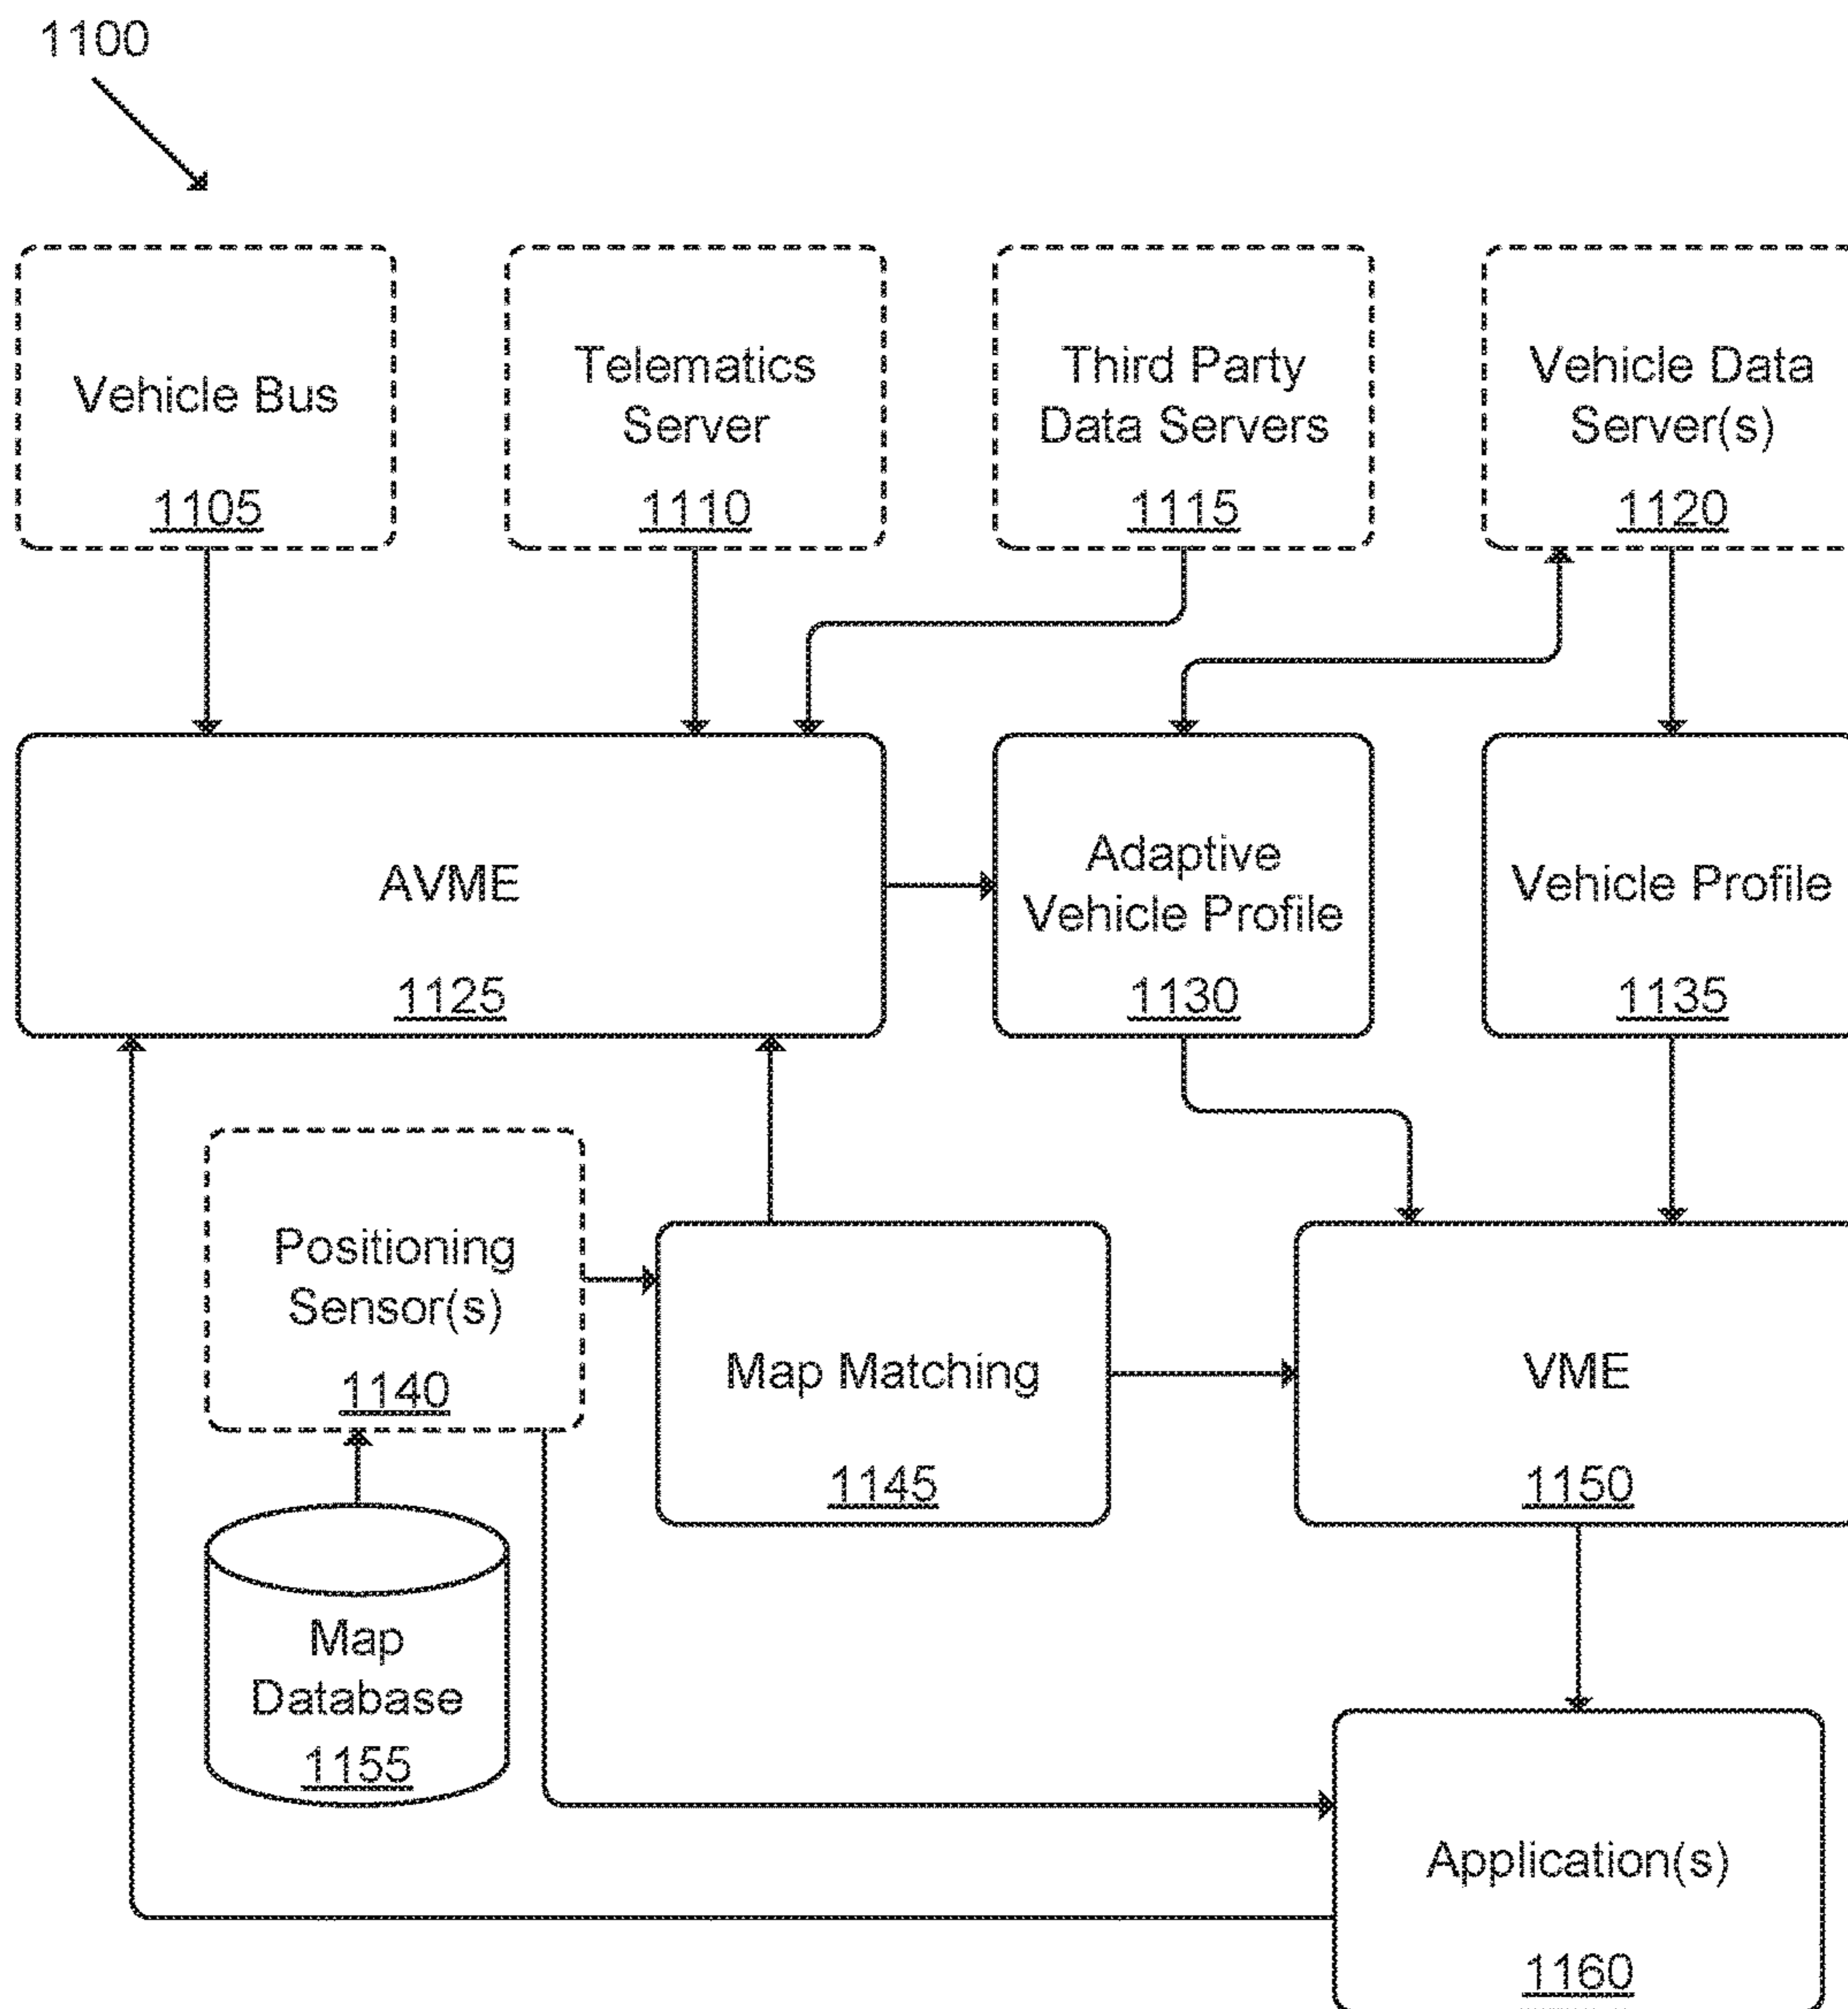 1100
Vehicle Bus
1105
Telematics
Server
1110
Third Party
Data Servers
1115
Vehicle Data
Server(s)
1120
AVME
1125
Adaptive
Vehicle Profile
1130
Vehicle Profile
1135
Positioning
Sensor(s)
1140
Map Matching
1145
VME
1150
Map
Database
1155
Application(s)
1160